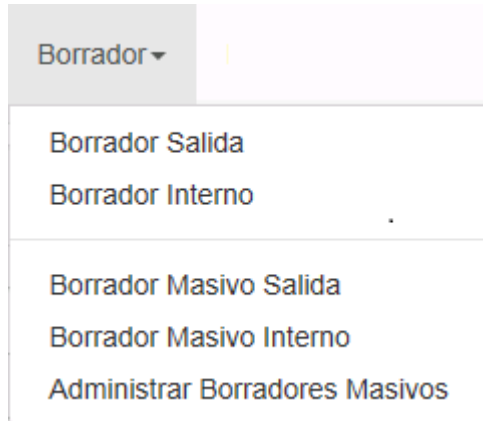 Borrador
Borrador Salida
Borrador Interno
Borrador Masivo Salida
Borrador Masivo Interno
Administrar Borradores Masivos